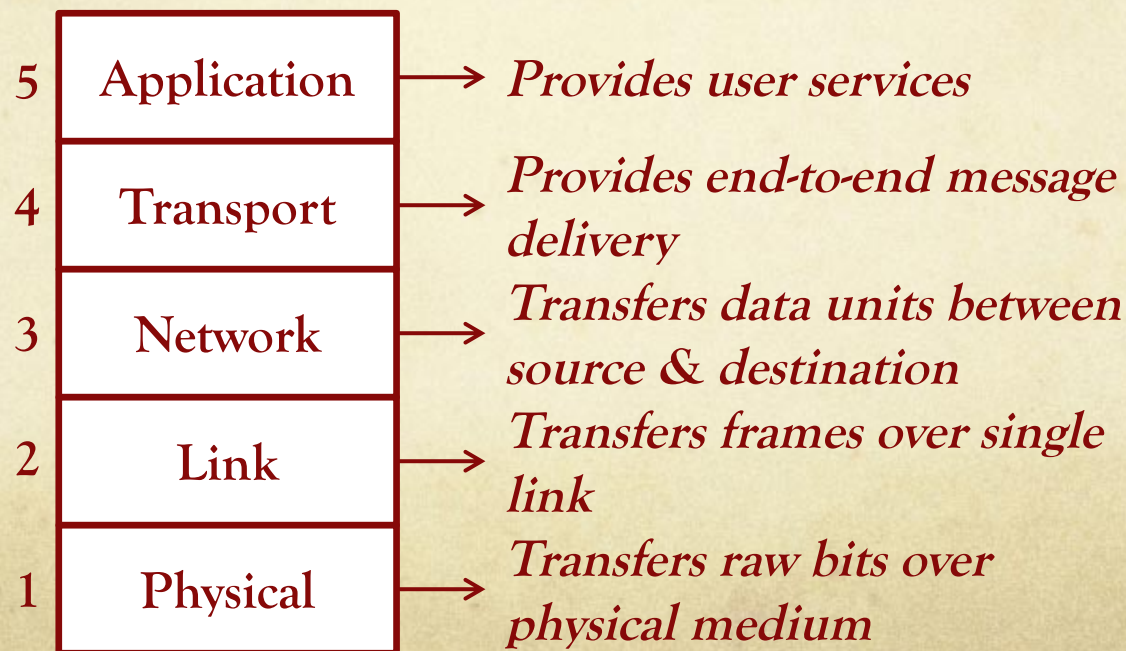 5 Application Provides user services
4 Transport Provides end-to-end message
delivery
3 Network Transfers data units between
source & destination
2 Link Transfers frames over single
link
1 Physical Transfers raw bits over
physical medium